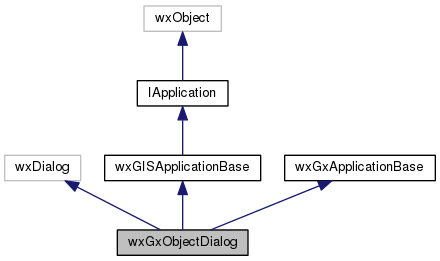 wxObject
IApplication
wxDialog
wxGISApplicationBase
wxGxApplicationBase
wxGxObjectDialog